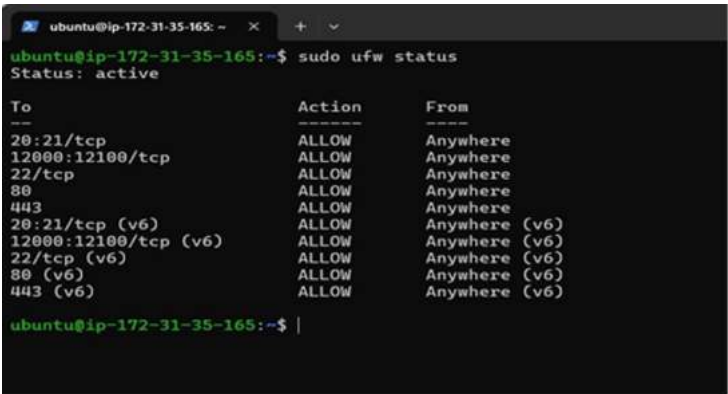 ubuntu@ip-172-31-35-165: ~
ubuntu@ip-172-31-35-165:~$ sudo ufw status
Status: active
To Action From
-- ------ ----
20:21/tcp ALLOW Anywhere
12000:12100/tcp ALLOW Anywhere
22/tcp ALLOW Anywhere
80 ALLOW Anywhere
443 ALLOW Anywhere
20:21/tcp (v6) ALLOW Anywhere (v6)
12000:12100/tcp (v6) ALLOW Anywhere (v6)
22/tcp (v6) ALLOW Anywhere (v6)
80 (v6) ALLOW Anywhere (v6)
443 (v6) ALLOW Anywhere (v6)
ubuntu@ip-172-31-35-165:~$